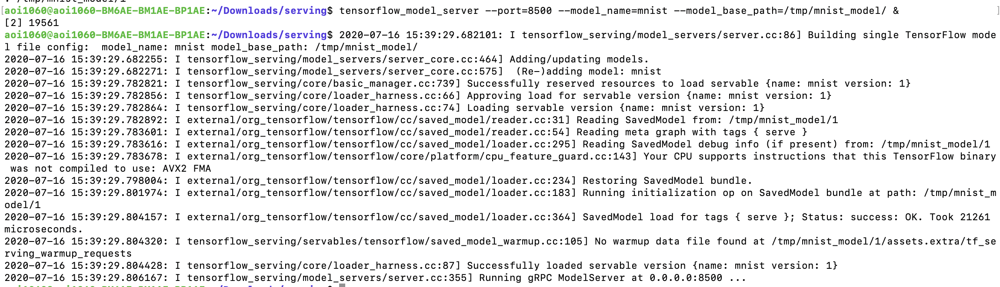 : /tmp/mnist_model/1
[aoi1060@aoi1060-BM6AE-BM1AE-BP1AE:~/Downloads/serving$ tensorflow_model_server --port=8500 --model_name=mnist --model_base_path=/tmp/mnist_model/ & ]
[2] 19561
aoi1060@aoi1060-BM6AE-BM1AE-BP1AE:~/Downloads/serving$ 2020-07-16 15:39:29.682101: I tensorflow_serving/model_servers/server.cc:86] Building single TensorFlow mode
l file config:  model_name: mnist model_base_path: /tmp/mnist_model/
2020-07-16 15:39:29.682255: I tensorflow_serving/model_servers/server_core.cc:464] Adding/updating models.
2020-07-16 15:39:29.682271: I tensorflow_serving/model_servers/server_core.cc:575]  (Re-)adding model: mnist
2020-07-16 15:39:29.782821: I tensorflow_serving/core/basic_manager.cc:739] Successfully reserved resources to load servable {name: mnist version: 1}
2020-07-16 15:39:29.782856: I tensorflow_serving/core/loader_harness.cc:66] Approving load for servable version {name: mnist version: 1}
2020-07-16 15:39:29.782864: I tensorflow_serving/core/loader_harness.cc:74] Loading servable version {name: mnist version: 1}
2020-07-16 15:39:29.782892: I external/org_tensorflow/tensorflow/cc/saved_model/reader.cc:31] Reading SavedModel from: /tmp/mnist_model/1
2020-07-16 15:39:29.783601: I external/org_tensorflow/tensorflow/cc/saved_model/reader.cc:54] Reading meta graph with tags { serve }
2020-07-16 15:39:29.783616: I external/org_tensorflow/tensorflow/cc/saved_model/loader.cc:295] Reading SavedModel debug info (if present) from: /tmp/mnist_model/1
2020-07-16 15:39:29.783678: I external/org_tensorflow/tensorflow/core/platform/cpu_feature_guard.cc:143] Your CPU supports instructions that this TensorFlow binary
 was not compiled to use: AVX2 FMA
2020-07-16 15:39:29.798004: I external/org_tensorflow/tensorflow/cc/saved_model/loader.cc:234] Restoring SavedModel bundle.
2020-07-16 15:39:29.801974: I external/org_tensorflow/tensorflow/cc/saved_model/loader.cc:183] Running initialization op on SavedModel bundle at path: /tmp/mnist_m
odel/1
2020-07-16 15:39:29.804157: I external/org_tensorflow/tensorflow/cc/saved_model/loader.cc:364] SavedModel load for tags { serve }; Status: success: OK. Took 21261
microseconds.
2020-07-16 15:39:29.804320: I tensorflow_serving/servables/tensorflow/saved_model_warmup.cc:105] No warmup data file found at /tmp/mnist_model/1/assets.extra/tf_se
rving_warmup_requests
2020-07-16 15:39:29.804428: I tensorflow_serving/core/loader_harness.cc:87] Successfully loaded servable version {name: mnist version: 1}
2020-07-16 15:39:29.806167: I tensorflow_serving/model_servers/server.cc:355] Running gRPC ModelServer at 0.0.0.0:8500 ...
aoi1060@aoi1060-BM6AE-BM1AE-BP1AE:~/Downloads/serving$